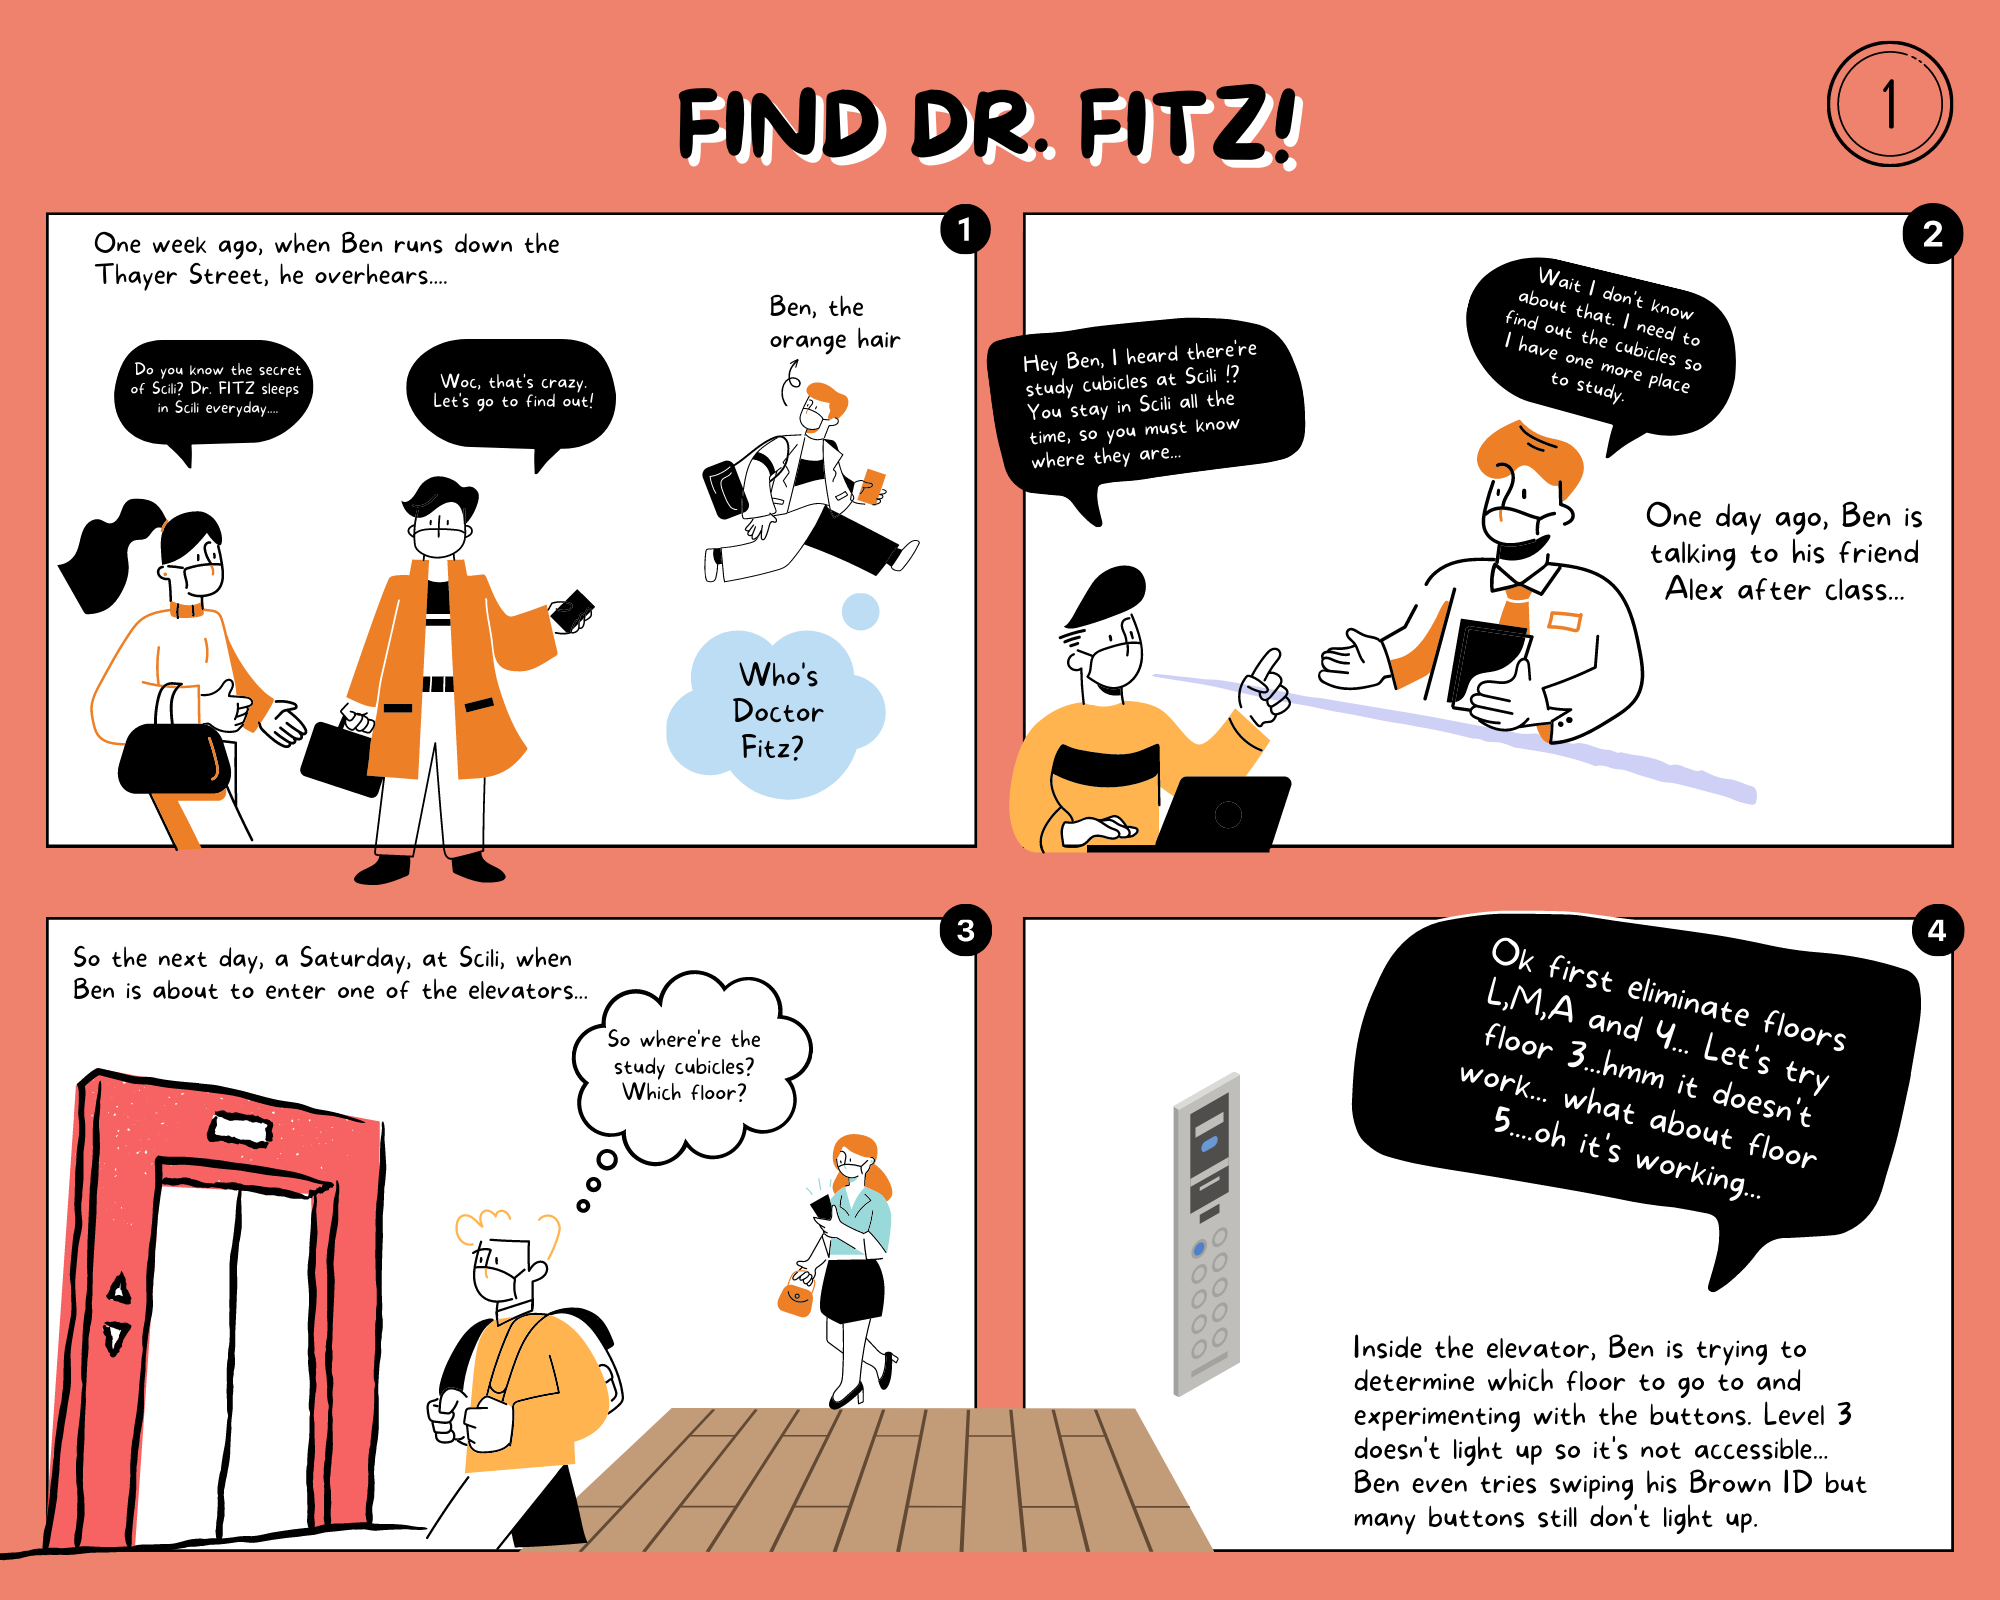 FIND DR. FITZ!
1
1
One week ago, when Ben runs down the
Thayer Street, he overhears....
Do you know the secret
of Scili? Dr. FITZ sleeps
in Scili everyday....
Woc, that's crazy.
Let's go to find out!
Ben, the
orange hair
Who's
Doctor
Fitz?
2
Hey Ben, I heard there're
study cubicles at Scili !?
You stay in Scili all the
time, so you must know
where they are...
Wait I don't know
about that. I need to
find out the cubicles so
I have one more place
to study.
One day ago, Ben is
talking to his friend
Alex after class...
3
So the next day, a Saturday, at Scili, when
Ben is about to enter one of the elevators...
So where're the
study cubicles?
Which floor?
4
Ok first eliminate floors
L,M,A and 4... Let's try
floor 3...hmm it doesn't
work... what about floor
5....oh it's working...
Inside the elevator, Ben is trying to
determine which floor to go to and
experimenting with the buttons. Level 3
doesn't light up so it's not accessible...
Ben even tries swiping his Brown ID but
many buttons still don't light up.